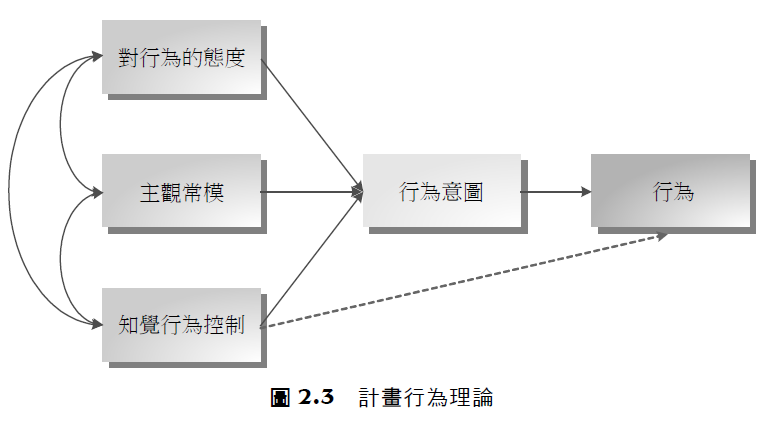 對行為的態度
主觀常模
行為意圖
行為
知覺行為控制
圖 2.3 計畫行為理論